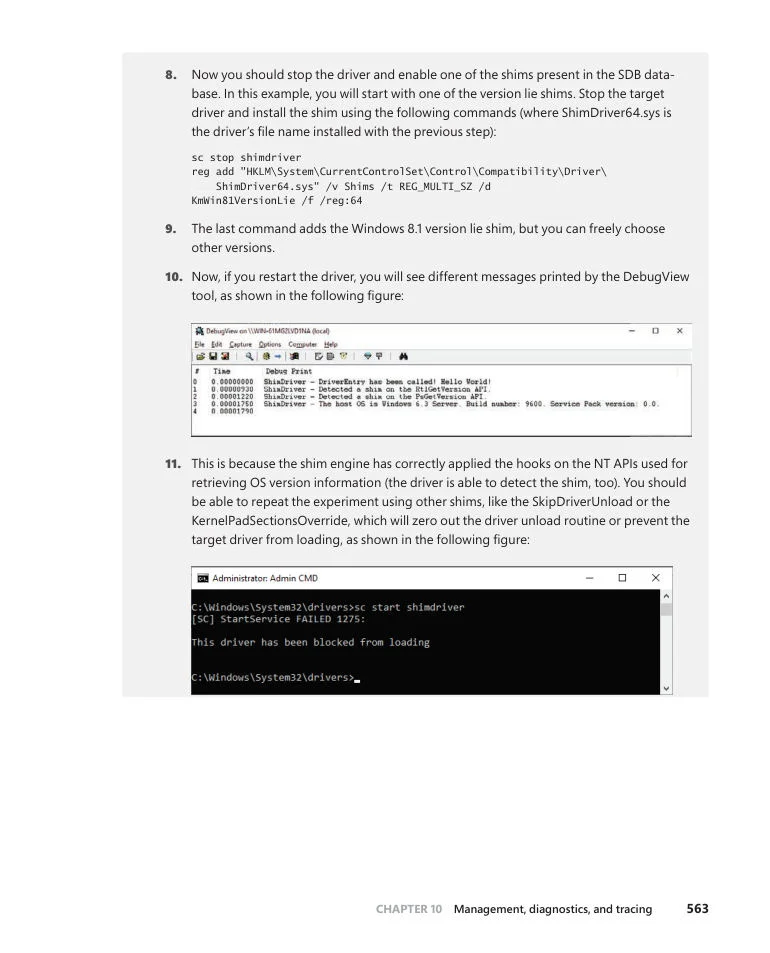 8. Now you should stop the driver and enable one of the shims present in the SDB data-
base. In this example, you will start with one of the version lie shims. Stop the target
driver and install the shim using the following commands (where ShimDriver64.sys is
the driver's file name installed with the previous step):
sc stop shimdriver
reg add "HKLM\System\CurrentControlSet\Control\Compatibility\Driver\
ShimDriver64.sys" /v Shims /t REG_MULTI_SZ /d
KmWin81VersionLie /f /reg:64
9. The last command adds the Windows 8.1 version lie shim, but you can freely choose
other versions.
10. Now, if you restart the driver, you will see different messages printed by the DebugView
tool, as shown in the following figure:
DebugView on \\WIN-61MG2LVD1NA (local)
File Edit Capture Options Computer Help
# Time Debug Print
0 0.00000000 ShimDriver - DriverEntry has been called! Hello World!
1 0.00000930 ShimDriver - Detected a shim on the RtlGetVersion API.
2 0.00001220 ShimDriver - Detected a shim on the PsGetVersion API.
3 0.00001750 ShimDriver - The host OS is Windows 6.3 Server. Build number: 9600. Service Pack version: 0.0.
4 0.00001790
11. This is because the shim engine has correctly applied the hooks on the NT APIs used for
retrieving OS version information (the driver is able to detect the shim, too). You should
be able to repeat the experiment using other shims, like the SkipDriverUnload or the
KernelPadSectionsOverride, which will zero out the driver unload routine or prevent the
target driver from loading, as shown in the following figure:
Administrator: Admin CMD
C:\Windows\System32\drivers>sc start shimdriver
[SC] StartService FAILED 1275:
This driver has been blocked from loading
C:\Windows\System32\drivers>
CHAPTER 10 Management, diagnostics, and tracing 563